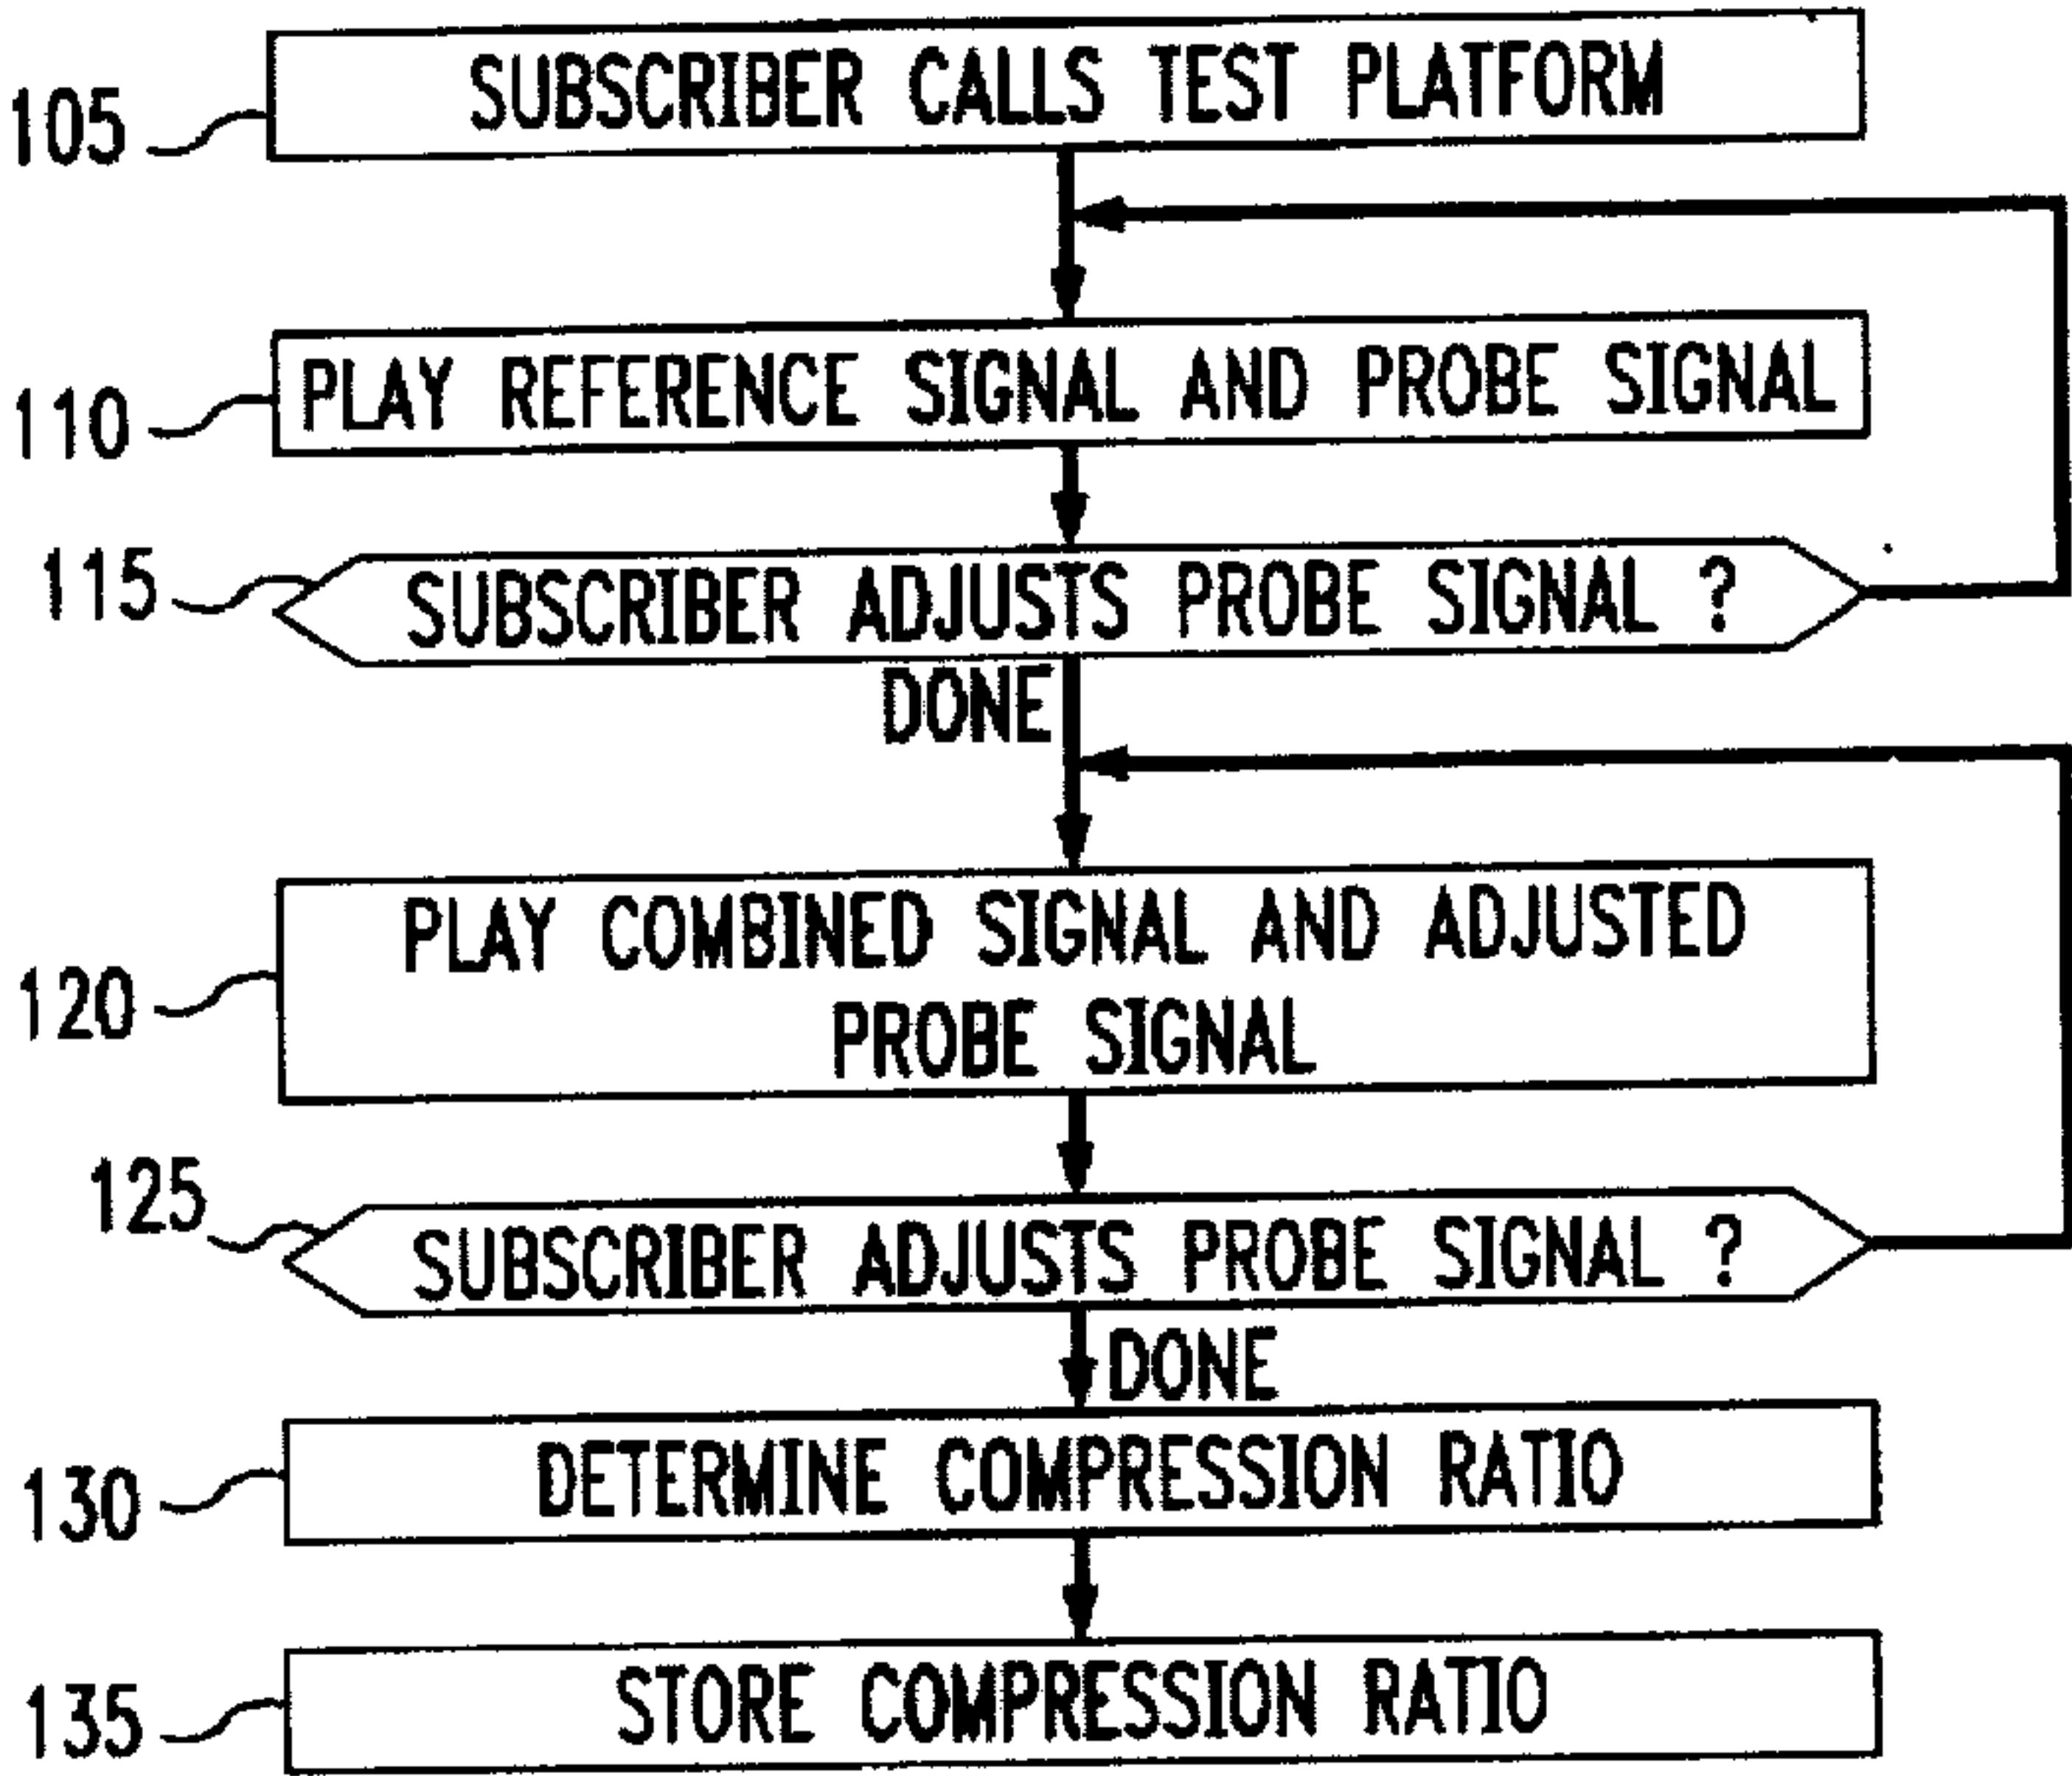 105
SUBSCRIBER CALLS TEST PLATFORM
110
PLAY REFERENCE SIGNAL AND PROBE SIGNAL
115
SUBSCRIBER ADJUSTS PROBE SIGNAL ?
DONE
120
PLAY COMBINED SIGNAL AND ADJUSTED
PROBE SIGNAL
125
SUBSCRIBER ADJUSTS PROBE SIGNAL ?
DONE
130
DETERMINE COMPRESSION RATIO
135
STORE COMPRESSION RATIO